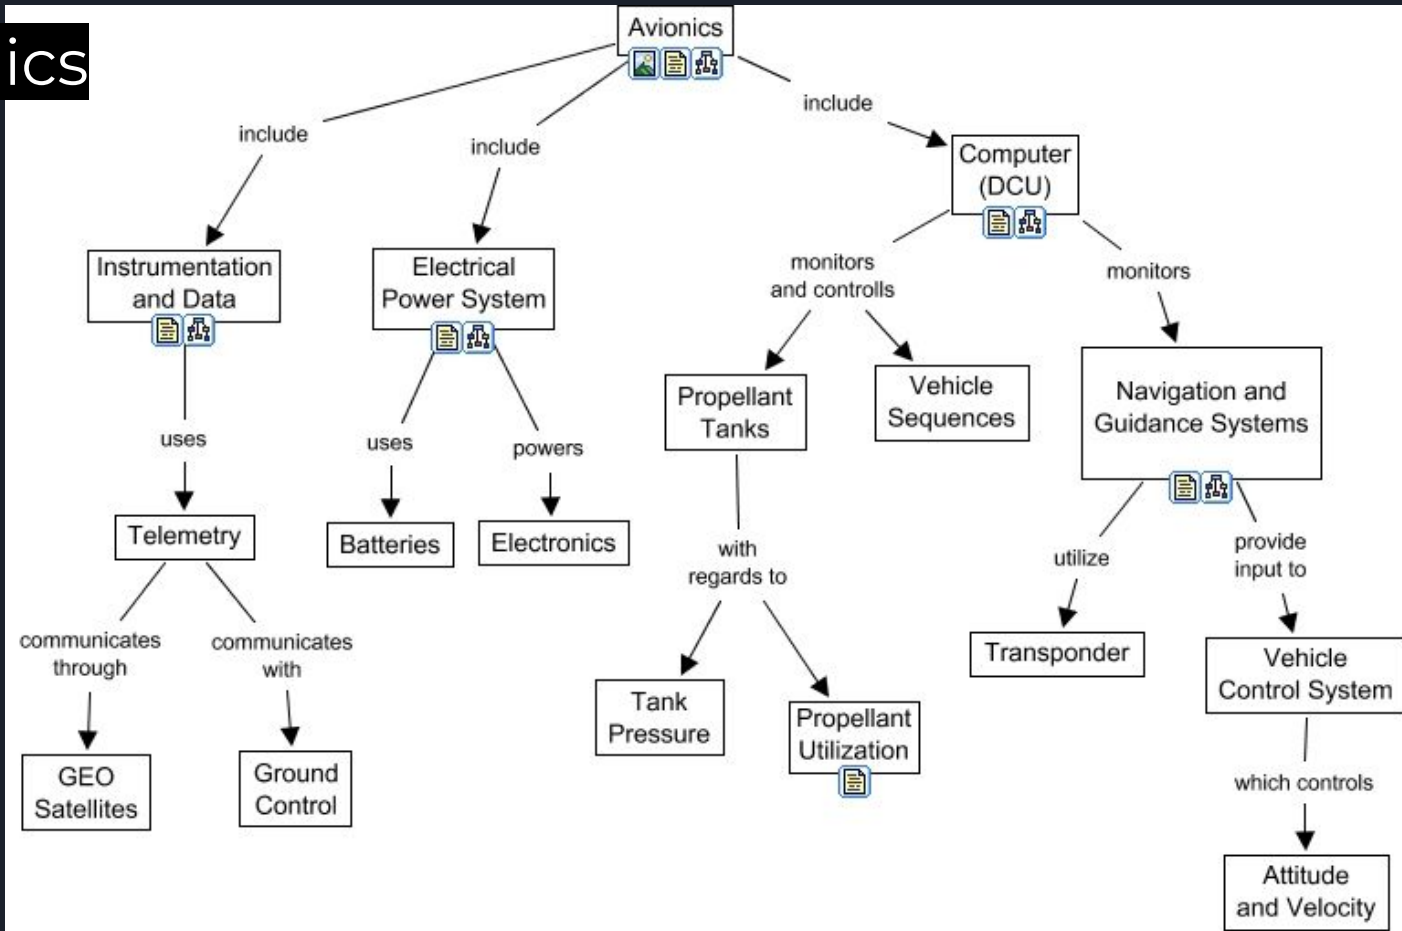 Avionics
ics
include
include
include
Computer
(DCU)
Instrumentation
and Data
Electrical
Power System
monitors
and controlls
monitors
Propellant
Tanks
Vehicle
Sequences
Navigation and
Guidance Systems
uses
uses
powers
Telemetry
Batteries
Electronics
with
regards to
utilize
provide
input to
communicates
through
communicates
with
Transponder
Vehicle
Control System
Tank
Pressure
Propellant
Utilization
GEO
Satellites
Ground
Control
which controls
Attitude
and Velocity